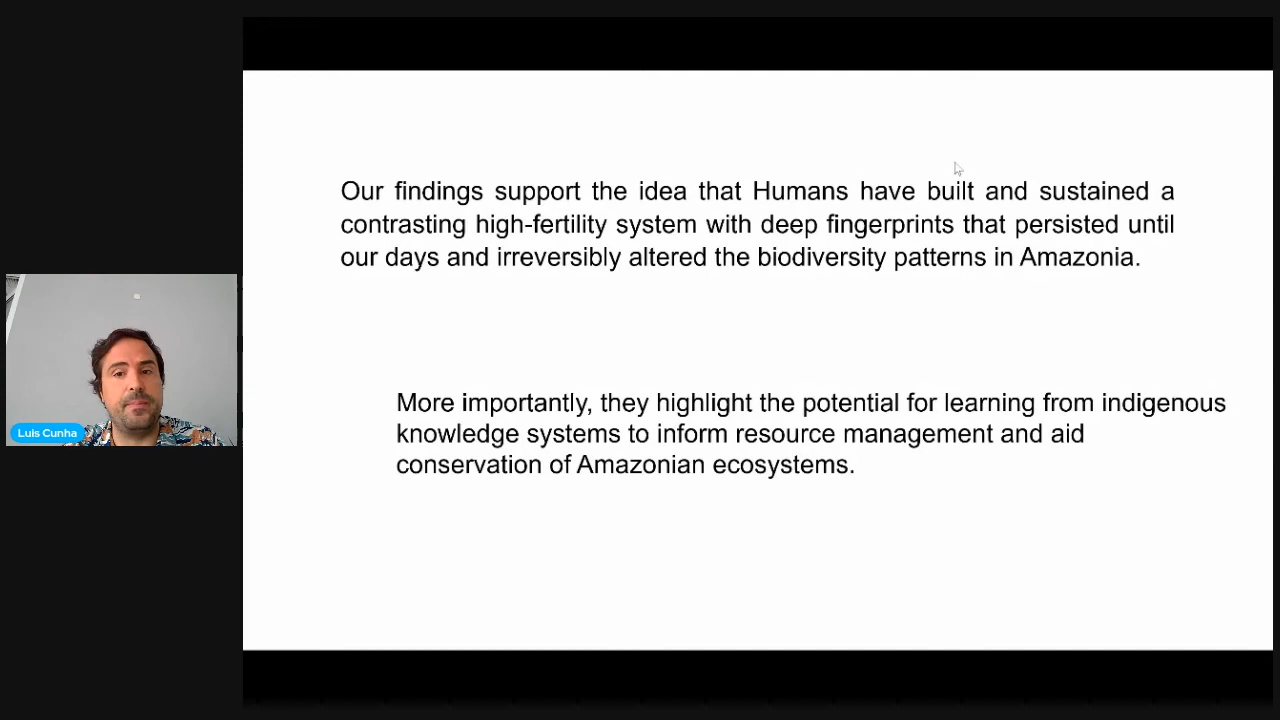 Our findings support the idea that Humans have built and sustained a
contrasting high-fertility system with deep fingerprints that persisted until
our days and irreversibly altered the biodiversity patterns in Amazonia.
More importantly, they highlight the potential for learning from indigenous
knowledge systems to inform resource management and aid
conservation of Amazonian ecosystems.
Luis Cunha